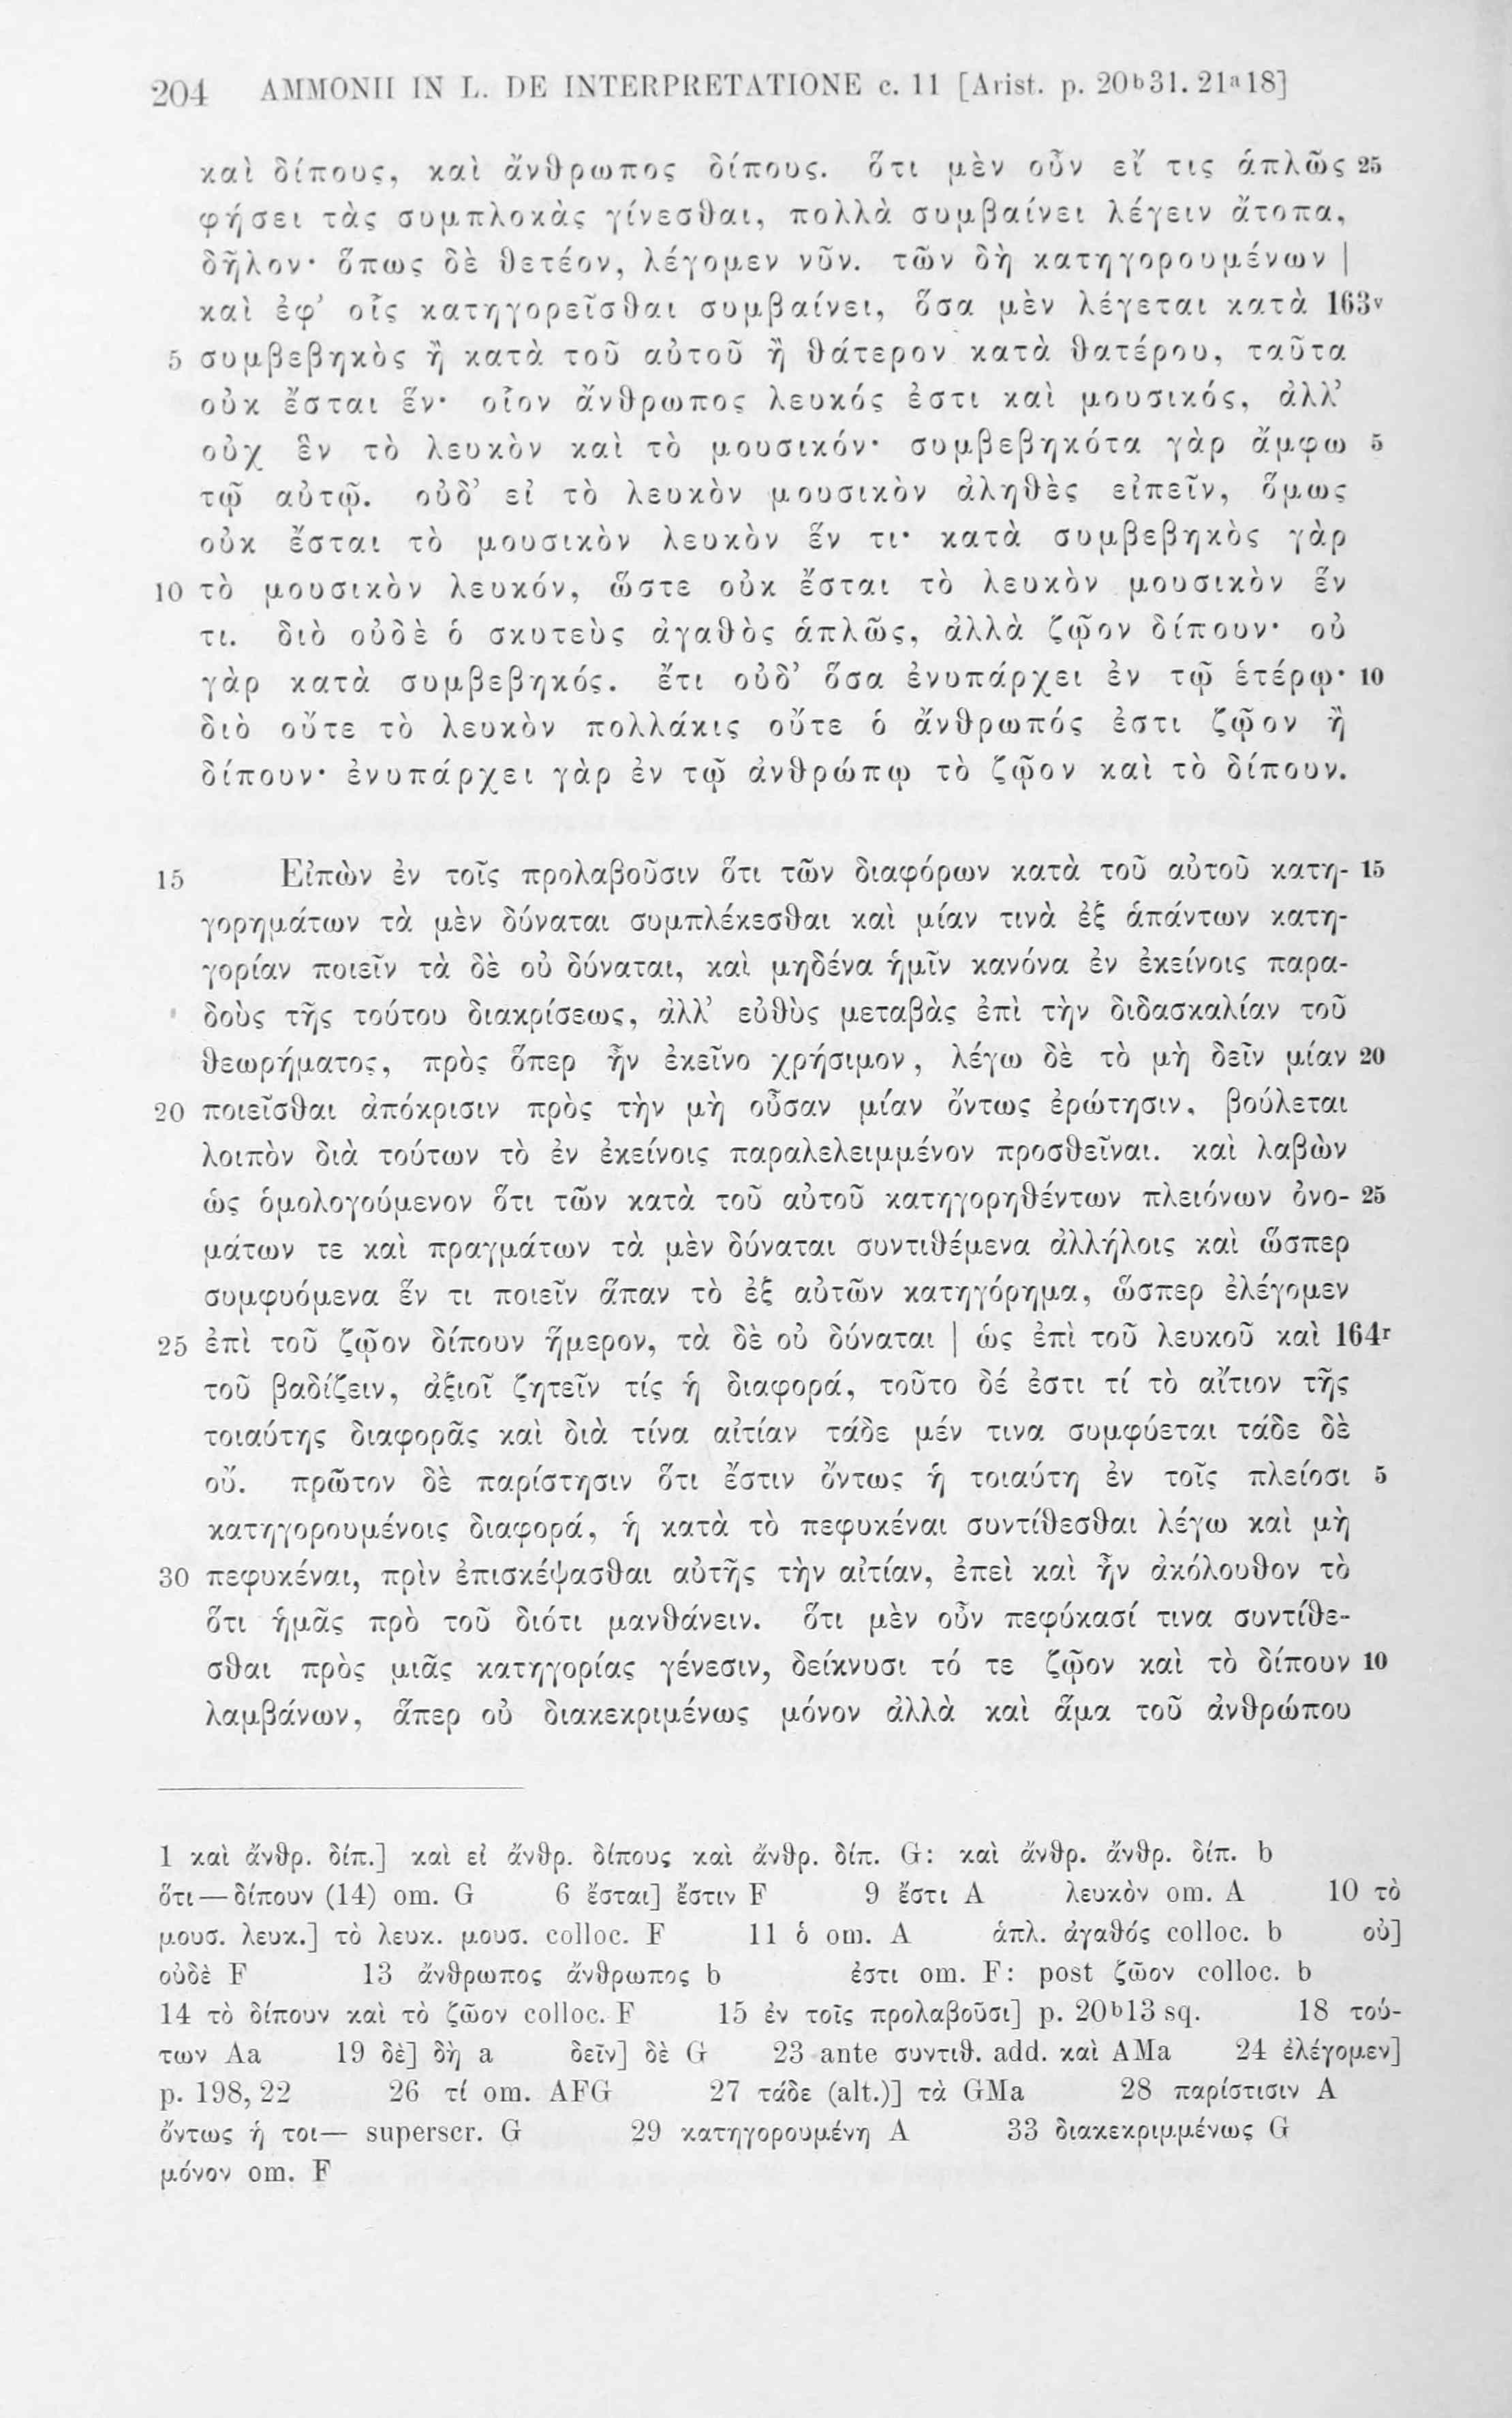 204 AMMONII IN L. DE INTERPRETATIONE c. 11 [Arist. p. 20b31. 21a18]
καὶ δίπους, καὶ ἄνθρωπος δίπους. ὅτι μὲν οὖν εἴ τις ἁπλῶς 25
φήσει τὰς συμπλοκὰς γίνεσθαι, πολλὰ συμβαίνει λέγειν ἄτοπα,
δῆλον· ὅπως δὲ θετέον, λέγομεν νῦν. τῶν δὴ κατηγορουμένων |
καὶ ἐφ’ οἷς κατηγορεῖσθαι συμβαίνει, ὅσα μὲν λέγεται κατὰ 163v
5 συμβεβηκὸς ἢ κατὰ τοῦ αὐτοῦ ἢ θάτερον κατὰ θατέρου, ταῦτα
οὐκ ἔσται ἕν· οἷον ἄνθρωπος λευκός ἐστι καὶ μουσικός, ἀλλ’
οὐχ ἓν τὸ λευκὸν καὶ τὸ μουσικόν· συμβεβηκότα γὰρ ἄμφω 5
τῷ αὐτῷ. οὐδ’ εἰ τὸ λευκὸν μουσικὸν ἀληθὲς εἰπεῖν, ὅμως
οὐκ ἔσται τὸ μουσικὸν λευκὸν ἕν τι· κατὰ συμβεβηκὸς γὰρ
10 τὸ μουσικὸν λευκόν, ὥστε οὐκ ἔσται τὸ λευκὸν μουσικὸν ἕν
τι. διὸ οὐδὲ ὁ σκυτεὺς ἀγαθὸς ἁπλῶς, ἀλλὰ ζῷον δίπουν· οὐ
γὰρ κατὰ συμβεβηκός. ἔτι οὐδ’ ὅσα ἐνυπάρχει ἐν τῷ ἑτέρῳ· 10
διὸ οὔτε τὸ λευκὸν πολλάκις οὔτε ὁ ἄνθρωπός ἐστι ζῷον ἢ
δίπουν· ἐνυπάρχει γὰρ ἐν τῷ ἀνθρώπῳ τὸ ζῷον καὶ τὸ δίπουν.
15 Εἰπὼν ἐν τοῖς προλαβοῦσιν ὅτι τῶν διαφόρων κατὰ τοῦ αὐτοῦ κατη- 15
γορημάτων τὰ μὲν δύναται συμπλέκεσθαι καὶ μίαν τινὰ ἐξ ἁπάντων κατη-
γορίαν ποιεῖν τὰ δὲ οὐ δύναται, καὶ μηδένα ἡμῖν κανόνα ἐν ἐκείνοις παρα-
δοὺς τῆς τούτου διακρίσεως, ἀλλ’ εὐθὺς μεταβὰς ἐπὶ τὴν διδασκαλίαν τοῦ
θεωρήματος, πρὸς ὅπερ ἦν ἐκεῖνο χρήσιμον, λέγω δὲ τὸ μὴ δεῖν μίαν 20
20 ποιεῖσθαι ἀπόκρισιν πρὸς τὴν μὴ οὖσαν μίαν ὄντως ἐρώτησιν, βούλεται
λοιπὸν διὰ τούτων τὸ ἐν ἐκείνοις παραλελειμμένον προσθεῖναι. καὶ λαβὼν
ὡς ὁμολογούμενον ὅτι τῶν κατὰ τοῦ αὐτοῦ κατηγορηθέντων πλειόνων ὀνο- 25
μάτων τε καὶ πραγμάτων τὰ μὲν δύναται συντιθέμενα ἀλλήλοις καὶ ὥσπερ
συμφυόμενα ἕν τι ποιεῖν ἅπαν τὸ ἐξ αὐτῶν κατηγόρημα, ὥσπερ ἐλέγομεν
25 ἐπὶ τοῦ ζῷον δίπουν ἥμερον, τὰ δὲ οὐ δύναται | ὡς ἐπὶ τοῦ λευκοῦ καὶ 164r
τοῦ βαδίζειν, ἀξιοῖ ζητεῖν τίς ἡ διαφορά, τοῦτο δέ ἐστι τί τὸ αἴτιον τῆς
τοιαύτης διαφορᾶς καὶ διὰ τίνα αἰτίαν τάδε μέν τινα συμφύεται τάδε δὲ
οὔ. πρῶτον δὲ παρίστησιν ὅτι ἔστιν ὄντως ἡ τοιαύτη ἐν τοῖς πλείοσι 5
κατηγορουμένοις διαφορά, ἡ κατὰ τὸ πεφυκέναι συντίθεσθαι λέγω καὶ μὴ
30 πεφυκέναι, πρὶν ἐπισκέψασθαι αὐτῆς τὴν αἰτίαν, ἐπεὶ καὶ ἦν ἀκόλουθον τὸ
ὅτι ἡμᾶς πρὸ τοῦ διότι μανθάνειν. ὅτι μὲν οὖν πεφύκασί τινα συντίθε-
σθαι πρὸς μιᾶς κατηγορίας γένεσιν, δείκνυσι τό τε ζῷον καὶ τὸ δίπουν 10
λαμβάνων, ἅπερ οὐ διακεκριμένως μόνον ἀλλὰ καὶ ἅμα τοῦ ἀνθρώπου
1 καὶ ἄνθρ. δίπ.] καὶ εἰ ἄνθρ. δίπους καὶ ἄνθρ. δίπ. G: καὶ ἄνθρ. ἄνθρ. δίπ. b
ὅτι—δίπουν (14) om. G 6 ἔσται] ἔστιν F 9 ἔστι A λευκὸν om. A 10 τὸ
μουσ. λευκ.] τὸ λευκ. μουσ. colloc. F 11 ὁ om. A ἁπλ. ἀγαθός colloc. b οὐ]
οὐδὲ F 13 ἄνθρωπος ἄνθρωπος b ἐστι om. F: post ζῷον colloc. b
14 τὸ δίπουν καὶ τὸ ζῷον colloc. F 15 ἐν τοῖς προλαβοῦσι] p. 20b13 sq. 18 τού-
των Aa 19 δὲ] δὴ a δεῖν] δὲ G 23 ante συντιθ. add. καὶ AMa 24 ἐλέγομεν]
p. 198,22 26 τί om. AFG 27 τάδε (alt.)] τὰ GMa 28 παρίστισιν A
ὄντως ἡ τοι— superscr. G 29 κατηγορουμένη A 33 διακεκριμμένως G
μόνον om. F